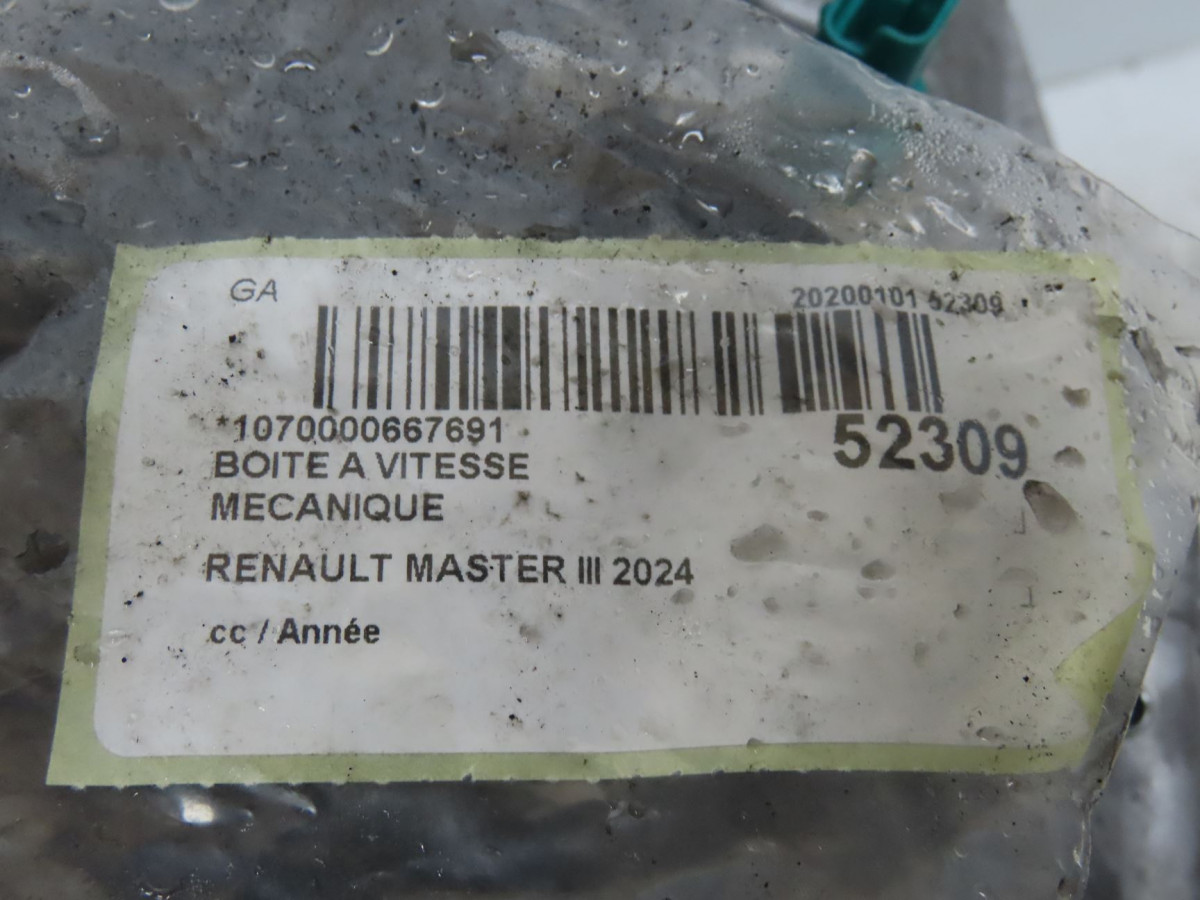 GA
20200101 52309
*1070000667691
52309
BOITE A VITESSE
MECANIQUE
RENAULT MASTER III 2024
cc / Année